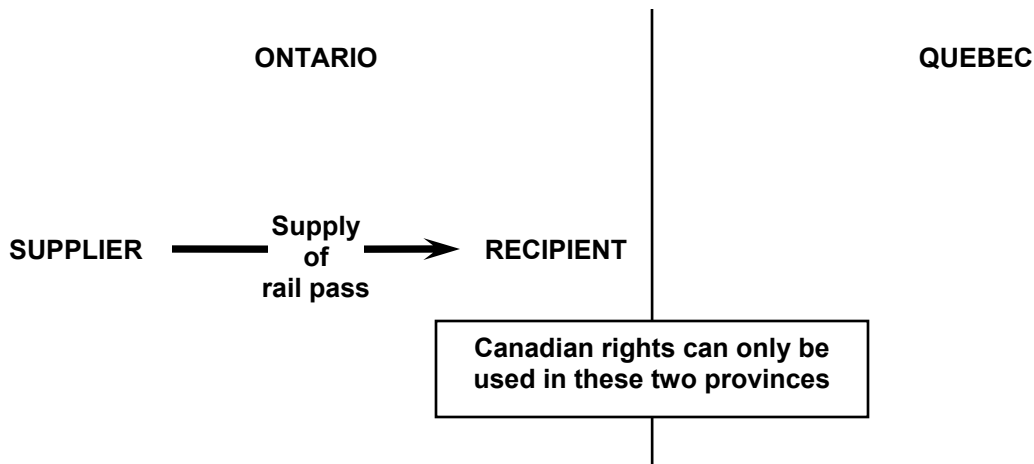 ONTARIO
QUEBEC
SUPPLIER
Supply
of
rail pass
RECIPIENT
Canadian rights can only be
used in these two provinces